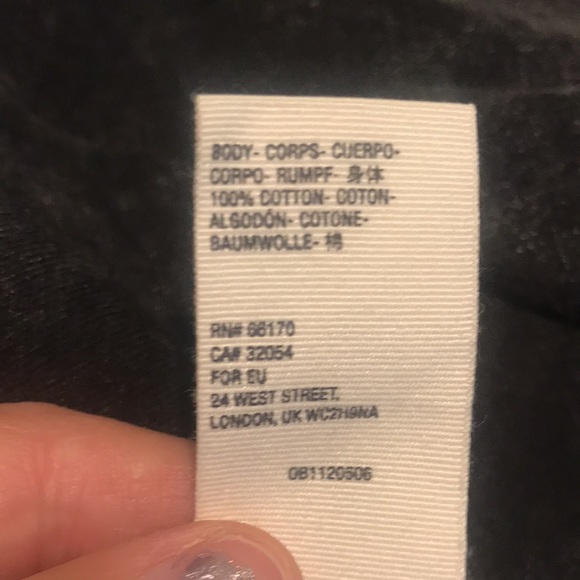 BODY- CORPS- CUERPO-
CORPO- RUMPF- 身体
100% COTTON- COTON-
ALGODÓN- COTONE-
BAUMWOLLE- 棉
RN# 66170
CA# 32054
FOR EU
24 WEST STREET,
LONDON, UK WC2H9NA
0B1120506